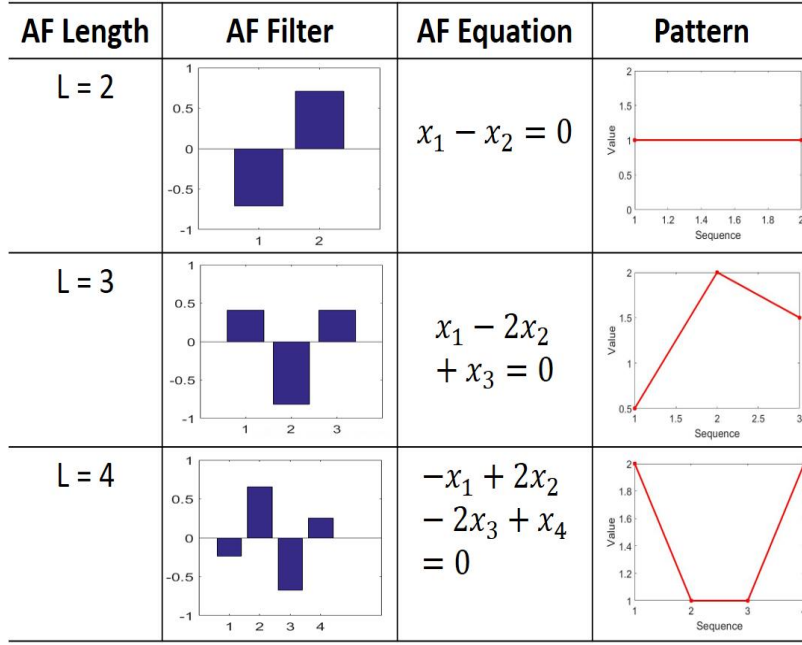 AF Length AF Filter AF Equation Pattern
L = 2
1
0.5
0
-0.5
-1
1 2
x₁ − x₂ = 0
2
1.5
1
0.5
0
Value
1 1.2 1.4 1.6 1.8 2
Sequence
L = 3
1
0.5
0
-0.5
-1
1 2 3
x₁ − 2x₂
+ x₃ = 0
2
1.5
1
0.5
Value
1 1.5 2 2.5 3
Sequence
L = 4
1
0.5
0
-0.5
-1
1 2 3 4
−x₁ + 2x₂
− 2x₃ + x₄
= 0
2
1.8
1.6
1.4
1.2
1
Value
1 2 3
Sequence